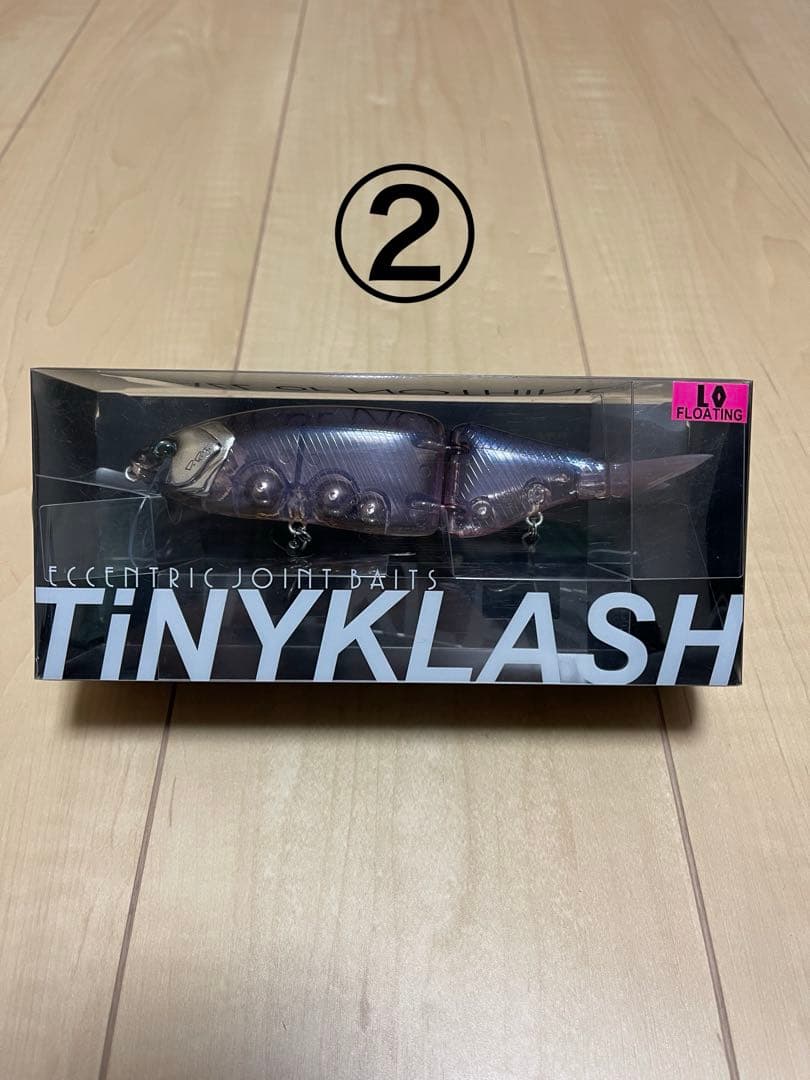 ②
LO
FLOATING
ECCENTRIC JOINT BAITS
TiNYKLASH